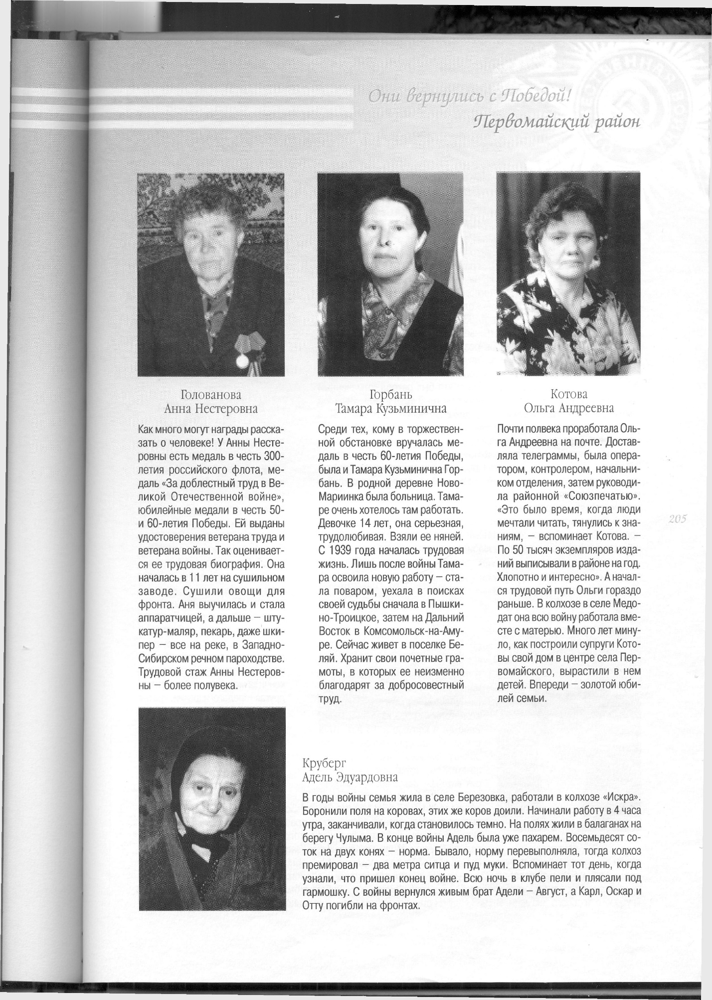 Они вернулись с Победой!
Первомайский район
Голованова
Анна Нестеровна
Как много могут награды расска-
зать о человеке! У Анны Несте-
ровны есть медаль в честь 300-
летия российского флота, ме-
даль «За доблестный труд в Ве-
ликой Отечественной войне»,
юбилейные медали в честь 50-
и 60-летия Победы. Ей выданы
удостоверения ветерана труда и
ветерана войны. Так оценивает-
ся ее трудовая биография. Она
началась в 11 лет на сушильном
заводе. Сушили овощи для
фронта. Аня выучилась и стала
аппаратчицей, а дальше – шту-
катур-маляр, пекарь, даже шки-
пер – все на реке, в Западно-
Сибирском речном пароходстве.
Трудовой стаж Анны Нестеров-
ны – более полувека.
Горбань
Тамара Кузьминична
Среди тех, кому в торжествен-
ной обстановке вручалась ме-
даль в честь 60-летия Победы,
была и Тамара Кузьминична Гор-
бань. В родной деревне Ново-
Мариинка была больница. Тама-
ре очень хотелось там работать.
Девочке 14 лет, она серьезная,
трудолюбивая. Взяли ее няней.
С 1939 года началась трудовая
жизнь. Лишь после войны Тама-
ра освоила новую работу – ста-
ла поваром, уехала в поисках
своей судьбы сначала в Пышки-
но-Троицкое, затем на Дальний
Восток в Комсомольск-на-Аму-
ре. Сейчас живет в поселке Бе-
ляй. Хранит свои почетные гра-
моты, в которых ее неизменно
благодарят за добросовестный
труд.
Котова
Ольга Андреевна
Почти полвека проработала Оль-
га Андреевна на почте. Достав-
ляла телеграммы, была опера-
тором, контролером, начальни-
ком отделения, затем руководи-
ла районной «Союзпечатью».
«Это было время, когда люди
мечтали читать, тянулись к зна-
ниям, – вспоминает Котова. –
По 50 тысяч экземпляров изда-
ний выписывали в районе на год.
Хлопотно и интересно». А начал-
ся трудовой путь Ольги гораздо
раньше. В колхозе в селе Медо-
дат она всю войну работала вме-
сте с матерью. Много лет мину-
ло, как построили супруги Кото-
вы свой дом в центре села Пер-
вомайского, вырастили в нем
детей. Впереди – золотой юби-
лей семьи.
205
Круберг
Адель Эдуардовна
В годы войны семья жила в селе Березовка, работали в колхозе «Искра».
Боронили поля на коровах, этих же коров доили. Начинали работу в 4 часа
утра, заканчивали, когда становилось темно. На полях жили в балаганах на
берегу Чулыма. В конце войны Адель была уже пахарем. Восемьдесят со-
ток на двух конях – норма. Бывало, норму перевыполняла, тогда колхоз
премировал – два метра ситца и пуд муки. Вспоминает тот день, когда
узнали, что пришел конец войне. Всю ночь в клубе пели и плясали под
гармошку. С войны вернулся живым брат Адели – Август, а Карл, Оскар и
Отту погибли на фронтах.